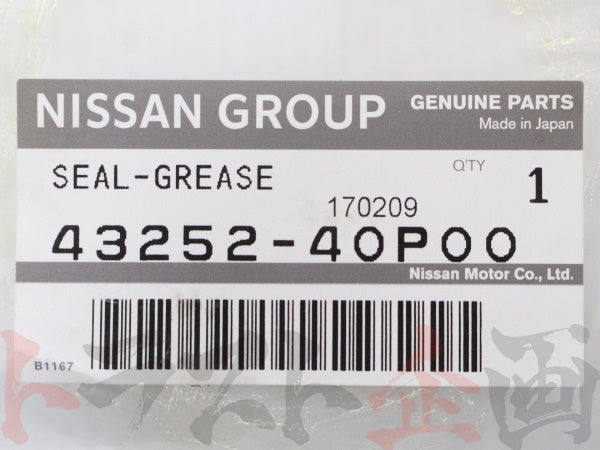 NISSAN GROUP
GENUINE PARTS
Made in Japan
SEAL-GREASE
Q'TY
1
170209
43252-40P00
Nissan Motor Co., Ltd.
B1167
トラスト企画